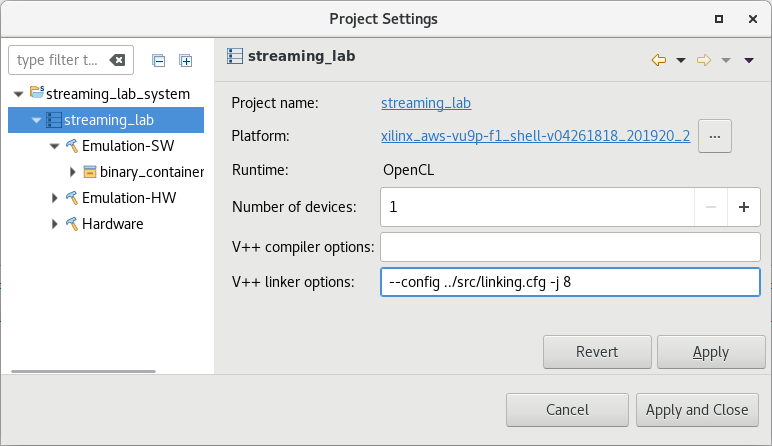 Project Settings
type filter t...
streaming_lab_system
streaming_lab
Emulation-SW
binary_container
Emulation-HW
Hardware
streaming_lab
Project name: streaming_lab
Platform: xilinx_aws-vu9p-f1_shell-v04261818_201920_2 ...
Runtime: OpenCL
Number of devices: 1
V++ compiler options:
V++ linker options: --config ../src/linking.cfg -j 8
Revert Apply
Cancel Apply and Close